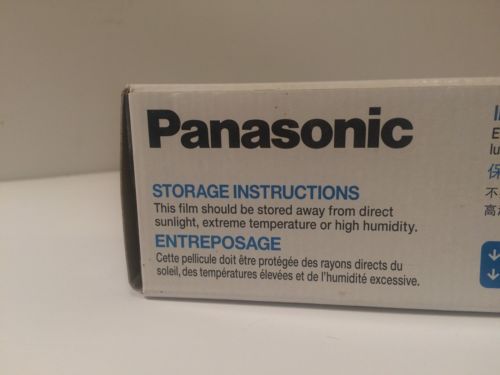 Panasonic
STORAGE INSTRUCTIONS
This film should be stored away from direct
sunlight, extreme temperature or high humidity.
ENTREPOSAGE
Cette pellicule doit être protégée des rayons directs du
soleil, des températures élevées et de l'humidité excessive.
E
lu
保
不
高